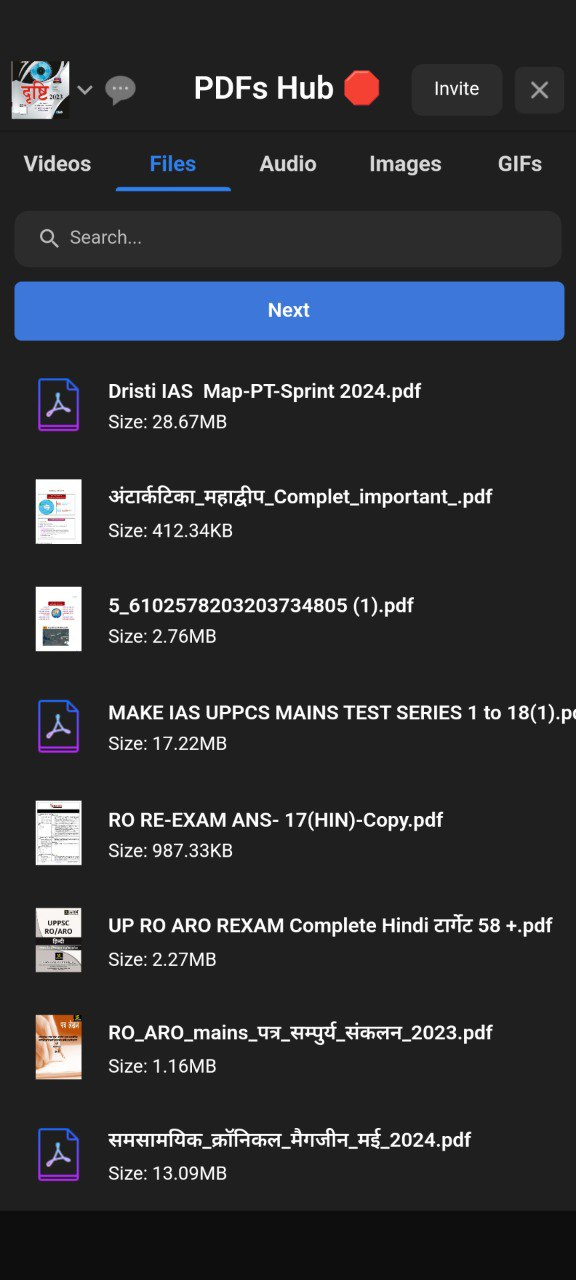 दृष्टि
2023
PDFs Hub
Invite
Videos
Files
Audio
Images
GIFs
Search...
Next
Dristi IAS  Map-PT-Sprint 2024.pdf
Size: 28.67MB
अंटार्कटिका_महाद्वीप_Complet_important_.pdf
Size: 412.34KB
5_6102578203203734805 (1).pdf
Size: 2.76MB
MAKE IAS UPPCS MAINS TEST SERIES 1 to 18(1).p
Size: 17.22MB
RO RE-EXAM ANS- 17(HIN)-Copy.pdf
Size: 987.33KB
UPPSC
RO/ARO
हिन्दी
UP RO ARO REXAM Complete Hindi टार्गेट 58 +.pdf
Size: 2.27MB
RO_ARO_mains_पत्र_सम्पुर्य_संकलन_2023.pdf
Size: 1.16MB
समसामयिक_क्रॉनिकल_मैगजीन_मई_2024.pdf
Size: 13.09MB